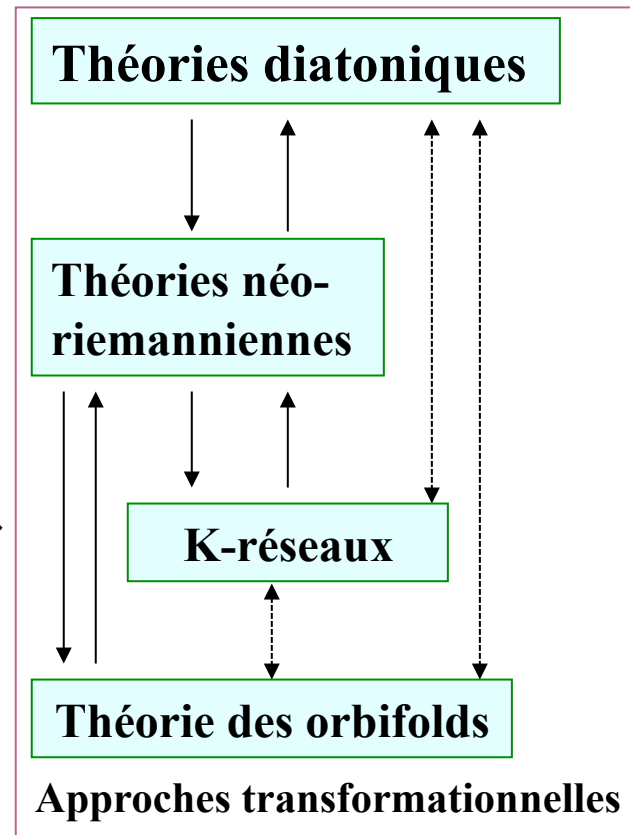 Théories diatoniques
Théories néo-
riemanniennes
K-réseaux
Théorie des orbifolds
Approches transformationnelles